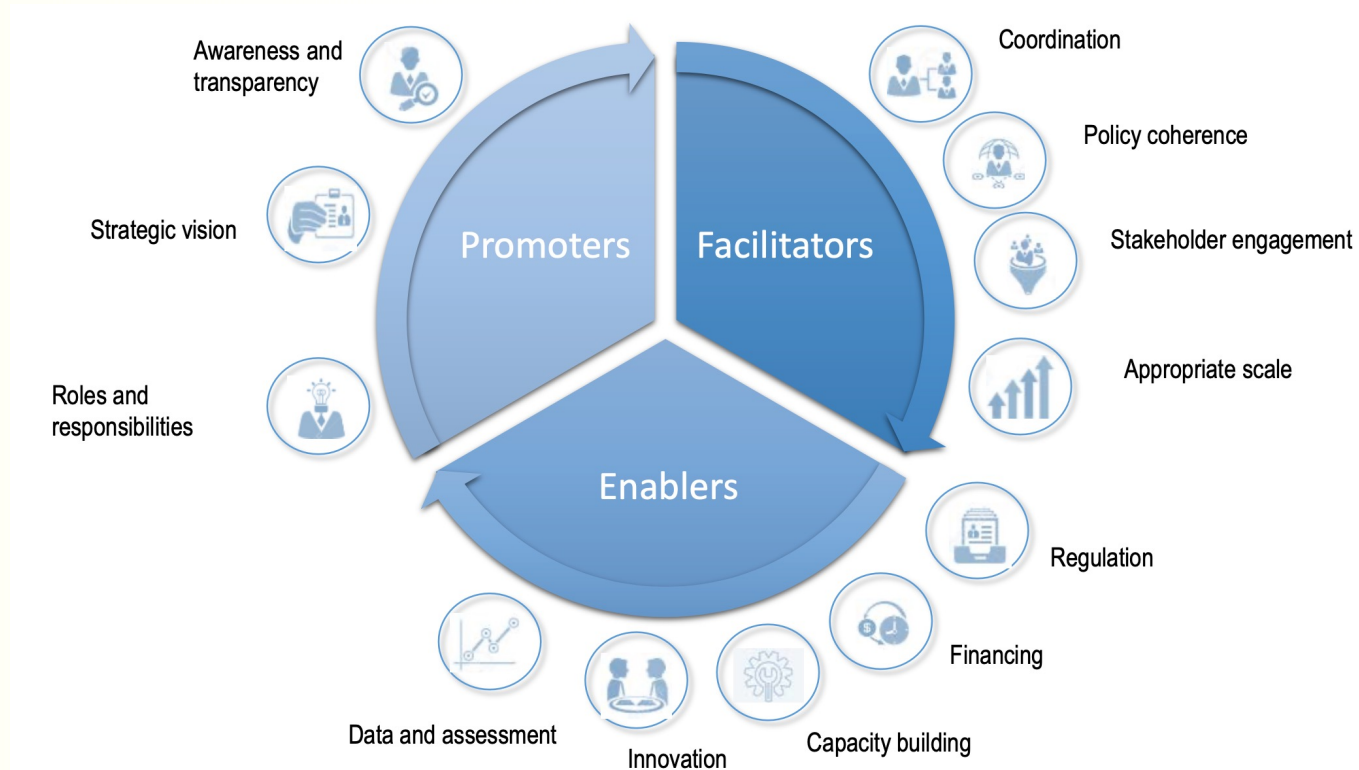 Awareness and
transparency
Strategic vision
Roles and
responsibilities
Promoters
Facilitators
Enablers
Coordination
Policy coherence
Stakeholder engagement
Appropriate scale
Regulation
Financing
Capacity building
Innovation
Data and assessment